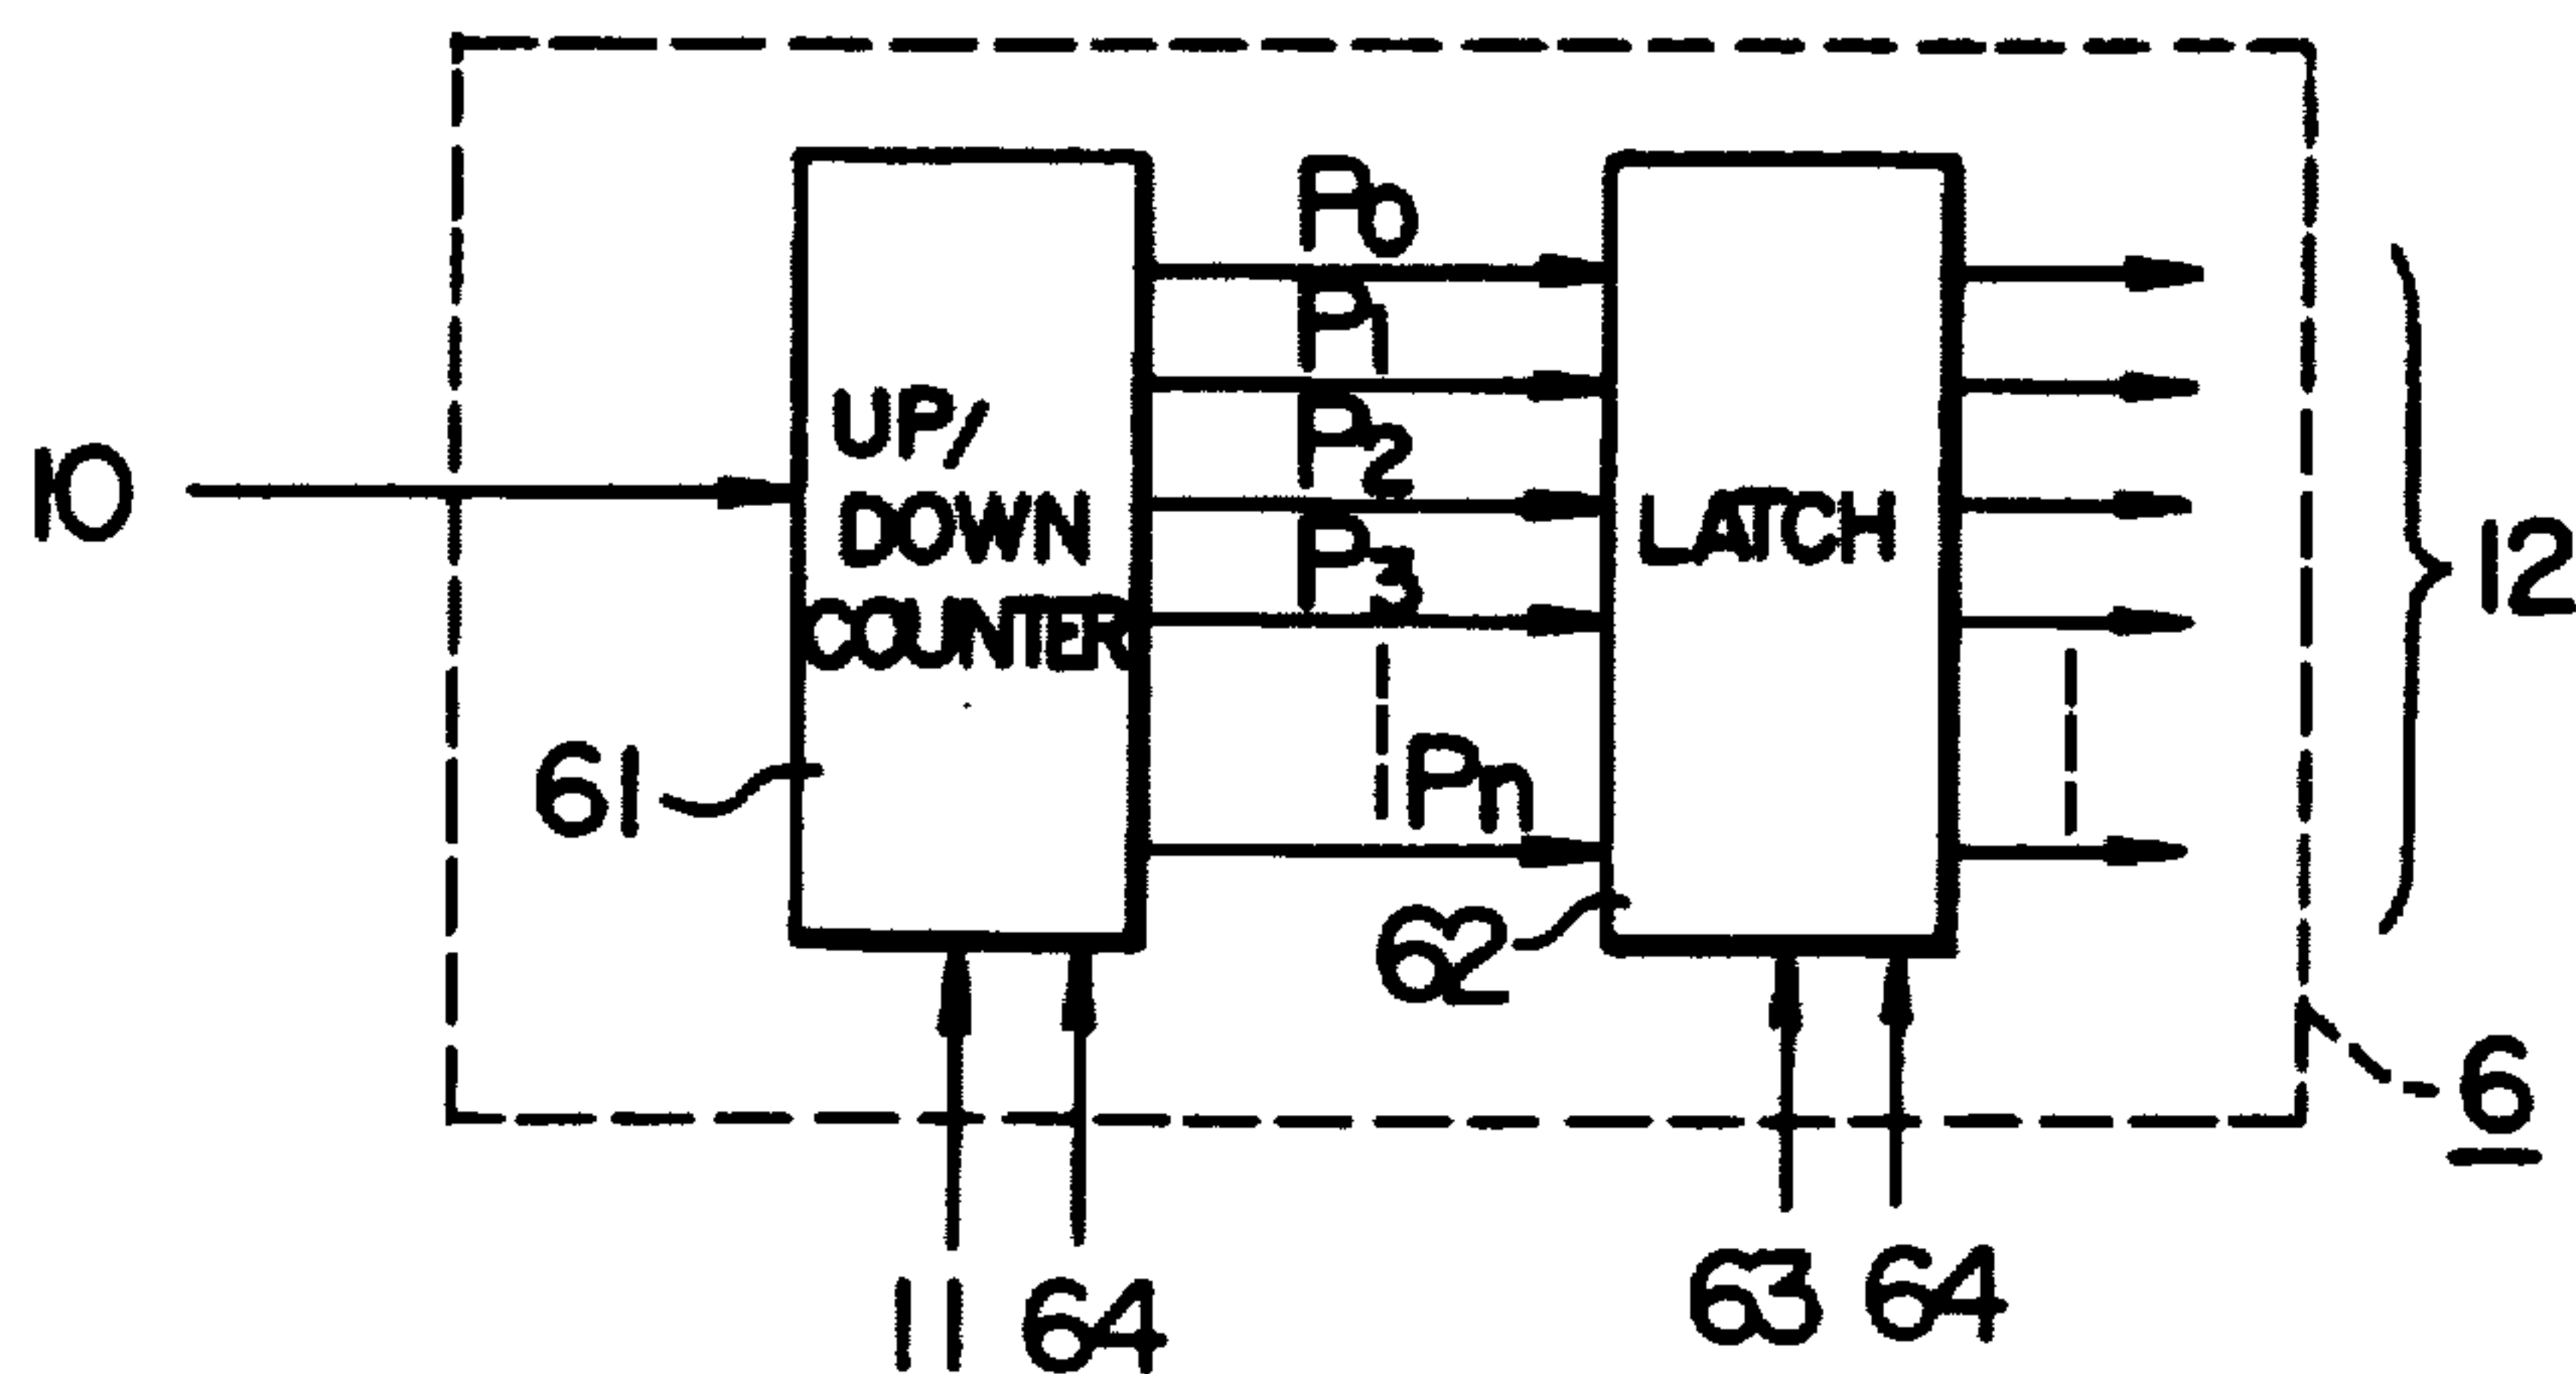 P0
P1
10
UP/
DOWN
COUNTER
P2
P3
Pn
LATCH
12
61
62
6
11 64
63 64